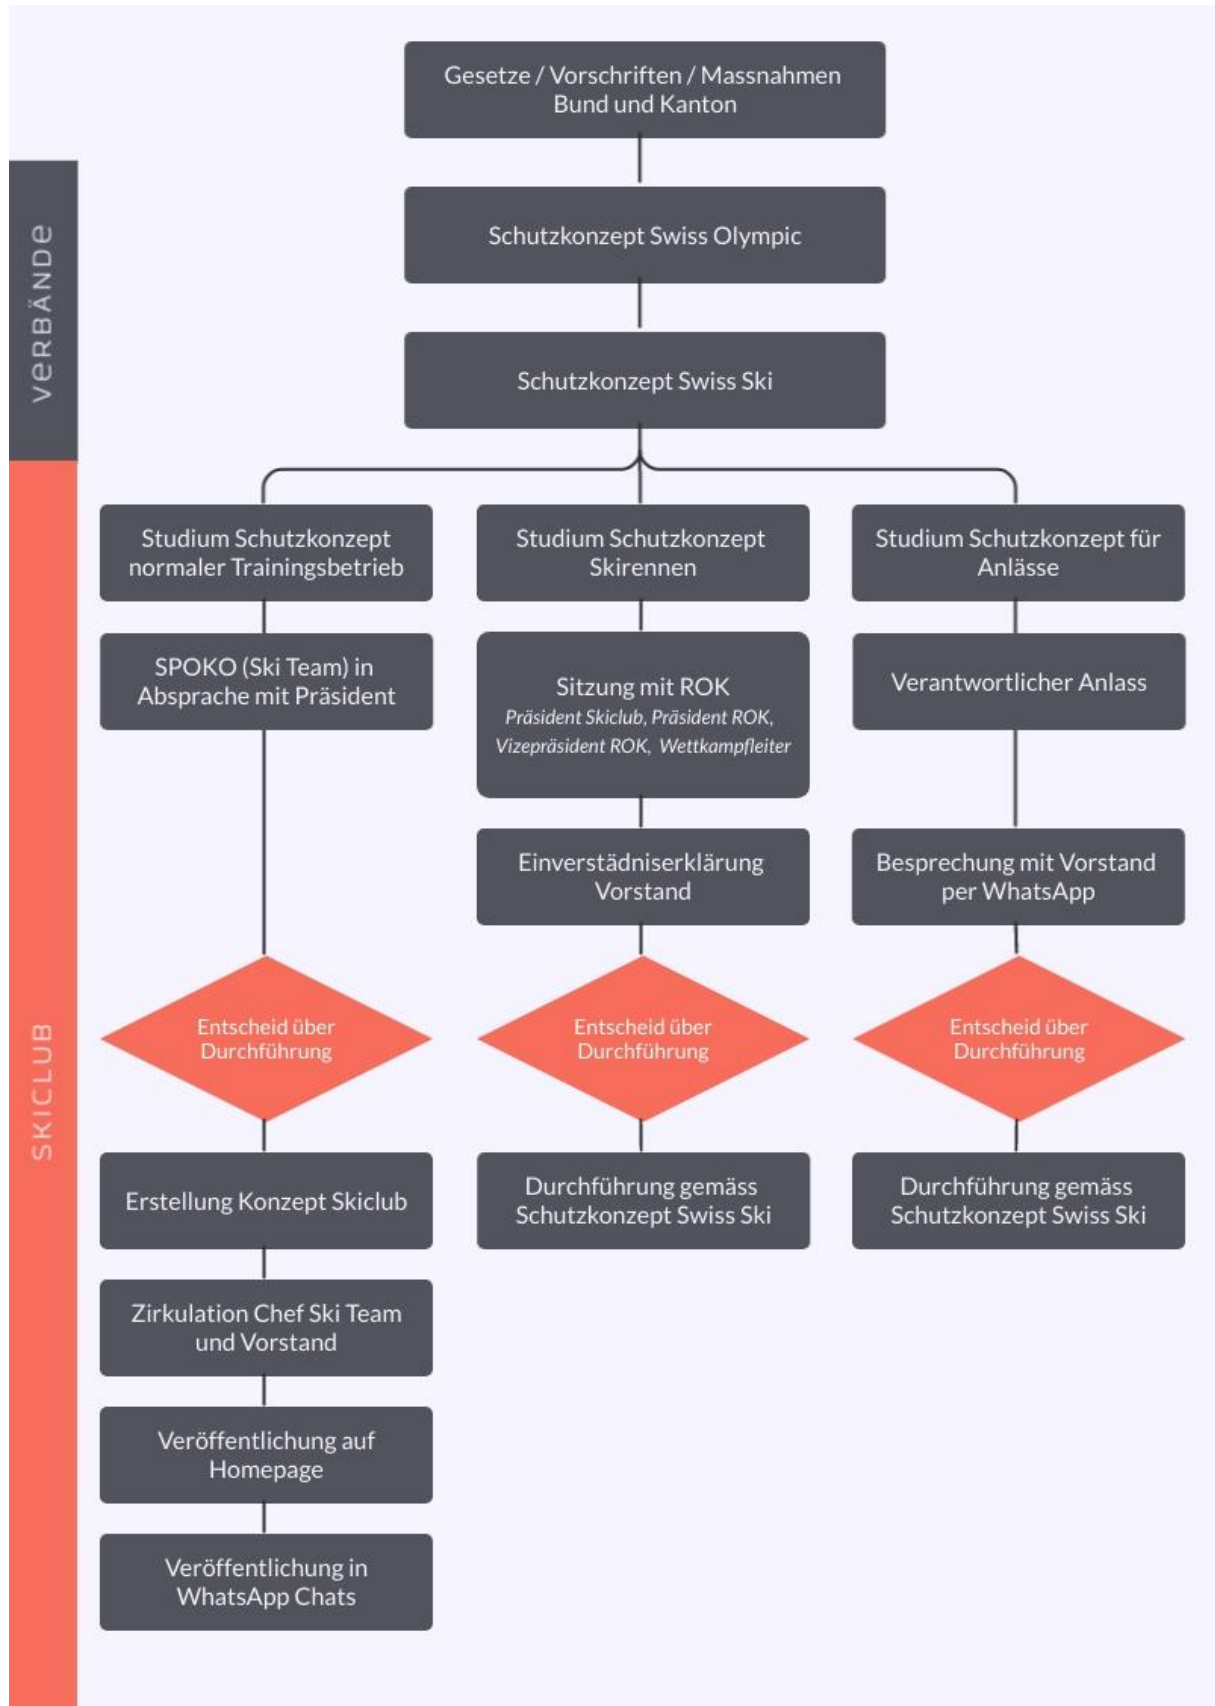 Gesetze / Vorschriften / Massnahmen
Bund und Kanton
VERBÄNDE
Schutzkonzept Swiss Olympic
Schutzkonzept Swiss Ski
SKICLUB
Studium Schutzkonzept
normaler Trainingsbetrieb
SPOKO (Ski Team) in
Absprache mit Präsident
Entscheid über
Durchführung
Erstellung Konzept Skiclub
Zirkulation Chef Ski Team
und Vorstand
Veröffentlichung auf
Homepage
Veröffentlichung in
WhatsApp Chats
Studium Schutzkonzept
Skirennen
Sitzung mit ROK
Präsident Skiclub, Präsident ROK,
Vizepräsident ROK, Wettkampfleiter
Einverstädniserklärung
Vorstand
Entscheid über
Durchführung
Durchführung gemäss
Schutzkonzept Swiss Ski
Studium Schutzkonzept für
Anlässe
Verantwortlicher Anlass
Besprechung mit Vorstand
per WhatsApp
Entscheid über
Durchführung
Durchführung gemäss
Schutzkonzept Swiss Ski